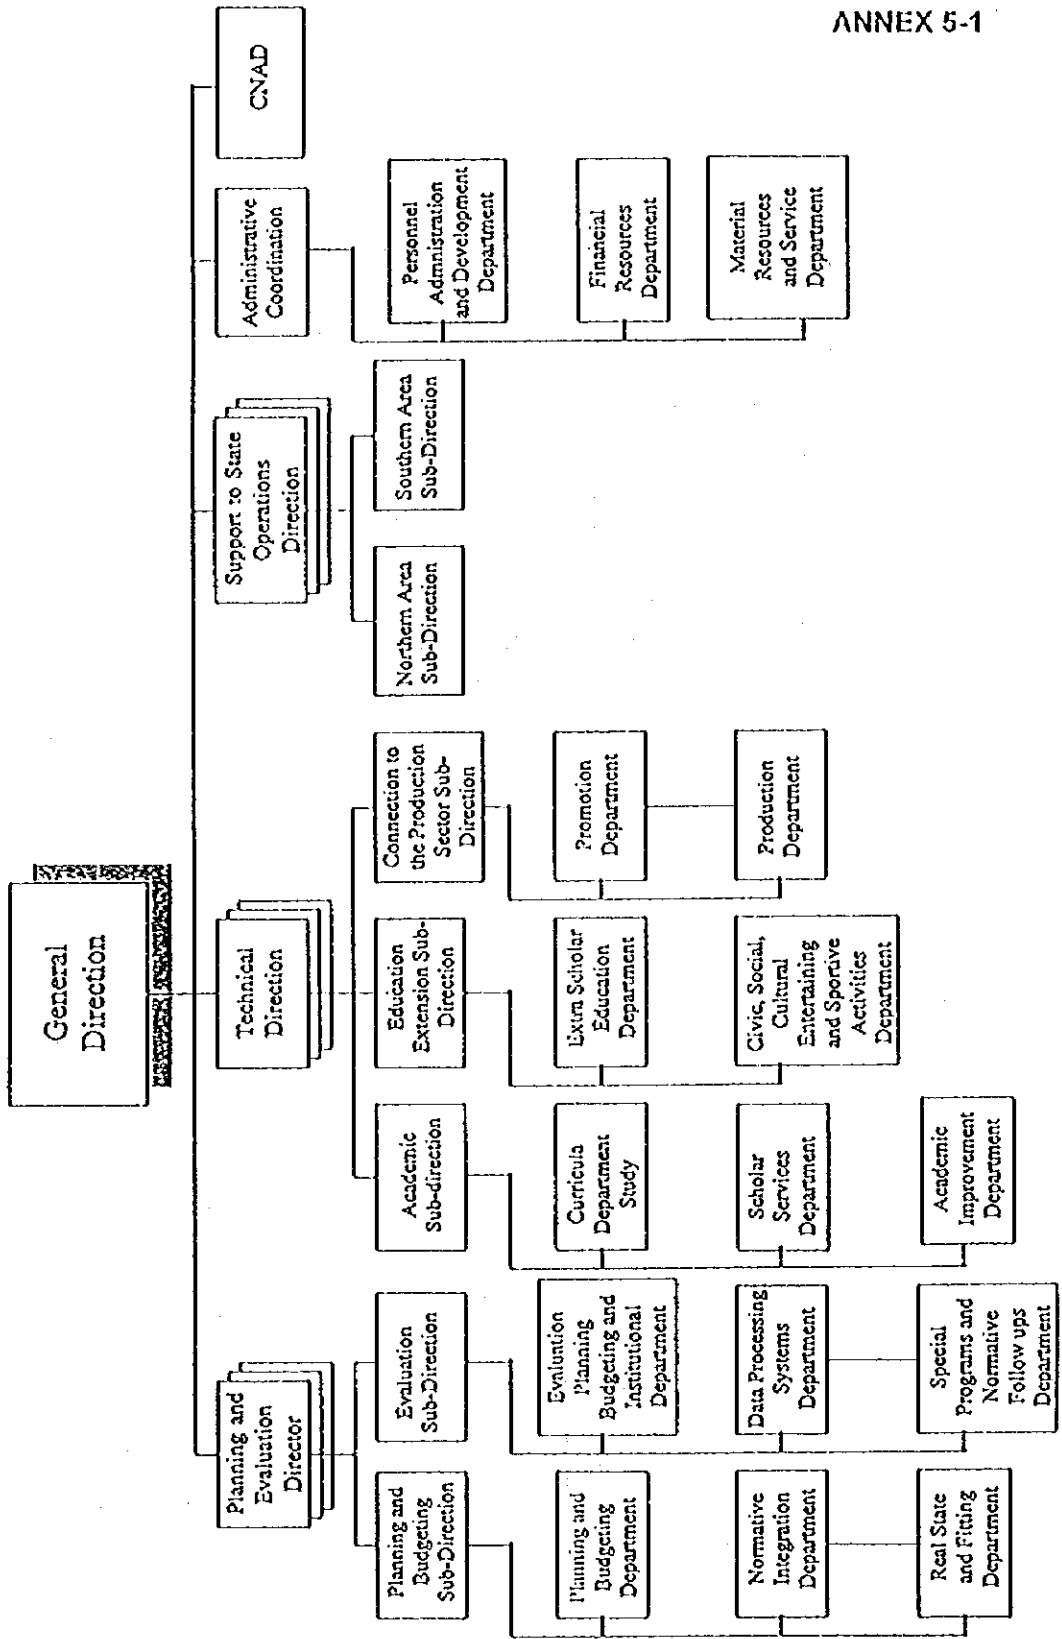 ANNEX 5-1
General
Direction
Planning and
Evaluation
Director
Technical
Direction
Support to State
Operations
Direction
Administrative
Coordination
CNAD
Planning and
Budgeting
Sub-Direction
Evaluation
Sub-Direction
Academic
Sub-direction
Education
Extension Sub-
Direction
Connection to
the Production
Sector Sub-
Direction
Northern Area
Sub-Direction
Southern Area
Sub-Direction
Personnel
Admnistration
and Development
Department
Planning and
Budgeting
Department
Evaluntion
Planning
Budgeting and
Institutional
Department
Curricula
Department
Study
Extra Scholar
Education
Department
Promotion
Department
Financial
Resources
Department
Normative
Integration
Department
Data Processing
Systems
Department
Scholar
Services
Department
Civic, Social,
Cultural
Entertaining
and Sportive
Activities
Department
Production
Department
Material
Resources
and Service
Department
Real State
and Fitting
Department
Special
Programs and
Normative
Follow ups
Department
Academic
Improvement
Department